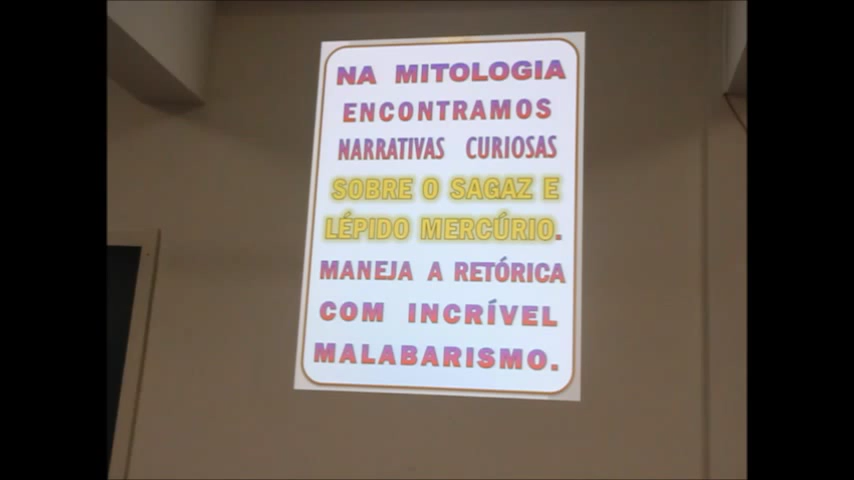 NA MITOLOGIA
ENCONTRAMOS
NARRATIVAS CURIOSAS
SOBRE O SAGAZ E
LÉPIDO MERCÚRIO.
MANEJA A RETÓRICA
COM INCRÍVEL
MALABARISMO.